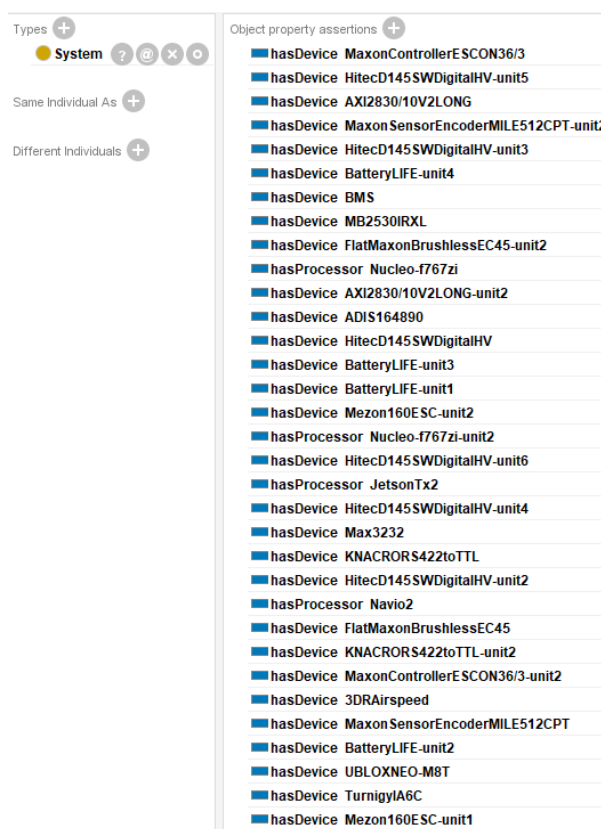 Types
System
Same Individual As
Different Individuals
Object property assertions
hasDevice MaxonControllerESCON36/3
hasDevice HitecD145SWDigitalHV-unit5
hasDevice AXI2830/10V2LONG
hasDevice MaxonSensorEncoderMILE512CPT-unit2
hasDevice HitecD145SWDigitalHV-unit3
hasDevice BatteryLIFE-unit4
hasDevice BMS
hasDevice MB2530IRXL
hasDevice FlatMaxonBrushlessEC45-unit2
hasProcessor Nucleo-f767zi
hasDevice AXI2830/10V2LONG-unit2
hasDevice ADIS164890
hasDevice HitecD145SWDigitalHV
hasDevice BatteryLIFE-unit3
hasDevice BatteryLIFE-unit1
hasDevice Mezon160ESC-unit2
hasProcessor Nucleo-f767zi-unit2
hasDevice HitecD145SWDigitalHV-unit6
hasProcessor JetsonTx2
hasDevice HitecD145SWDigitalHV-unit4
hasDevice Max3232
hasDevice KNACRORS422toTTL
hasDevice HitecD145SWDigitalHV-unit2
hasProcessor Navio2
hasDevice FlatMaxonBrushlessEC45
hasDevice KNACRORS422toTTL-unit2
hasDevice MaxonControllerESCON36/3-unit2
hasDevice 3DRAirspeed
hasDevice MaxonSensorEncoderMILE512CPT
hasDevice BatteryLIFE-unit2
hasDevice UBLOXNEO-M8T
hasDevice TurnigyIA6C
hasDevice Mezon160ESC-unit1